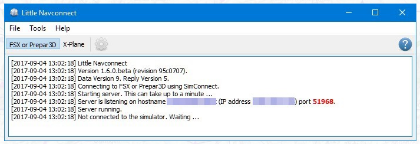 Little Navconnect
File Tools Help
FSX or Prepar3D X-Plane
[2017-09-04 13:02:18] Little Navconnect
[2017-09-04 13:02:18] Version 1.6.0.beta (revision 95c0707).
[2017-09-04 13:02:18] Data Version 9. Reply Version 5.
[2017-09-04 13:02:18] Connecting to FSX or Prepar3D using SimConnect.
[2017-09-04 13:02:18] Starting server. This can take up to a minute ...
[2017-09-04 13:02:18] Server is listening on hostname (IP address ) port 51968.
[2017-09-04 13:02:18] Server running.
[2017-09-04 13:02:18] Not connected to the simulator. Waiting ...